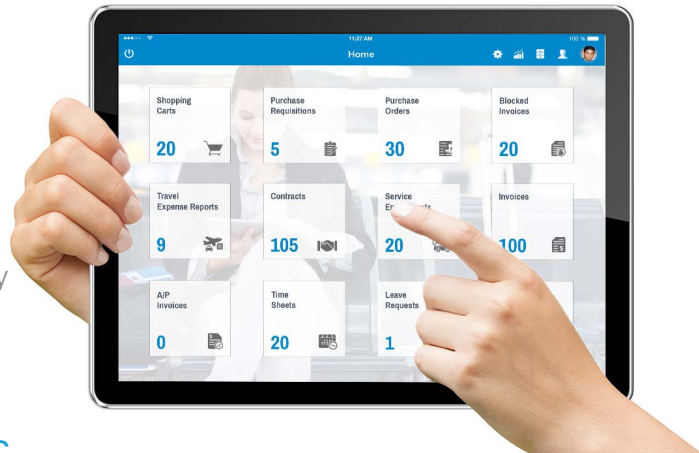 11:27 AM
100 %
Home
Shopping
Carts
20
Purchase
Requisitions
5
Purchase
Orders
30
Blocked
Invoices
20
Travel
Expense Reports
9
Contracts
105
Service
20
Invoices
100
A/P
Invoices
0
Time
Sheets
20
Leave
Requests
1